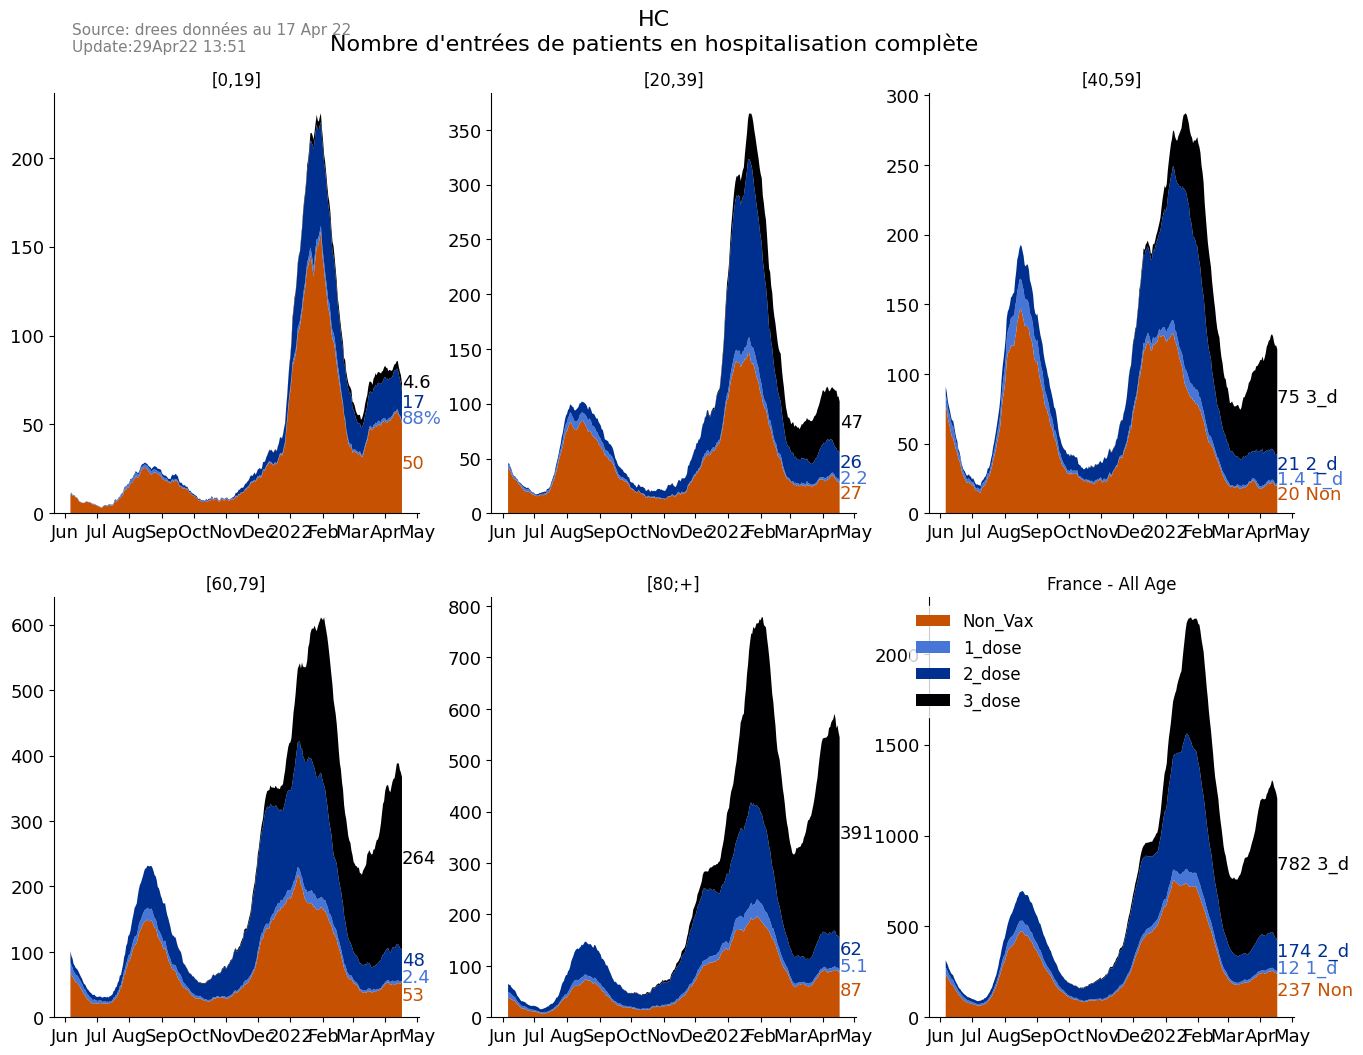 HC
Source: drees données au 17 Apr 22
Nombre d'entrées de patients en hospitalisation complète
Update:29Apr22 13:51
[0,19]
[20,39]
[40,59]
200
150
100
50
0
4.6
17
88%
50
Jun Jul Aug Sep Oct Nov Dec 2022 Feb Mar Apr May
350
300
250
200
150
100
50
0
47
26
2.2
27
Jun Jul Aug Sep Oct Nov Dec 2022 Feb Mar Apr May
300
250
200
150
100
50
0
75 3_d
21 2_d
1.4 1_d
20 Non
Jun Jul Aug Sep Oct Nov Dec 2022 Feb Mar Apr May
[60,79]
[80;+]
France - All Age
600
500
400
300
200
100
0
264
48
2.4
53
Jun Jul Aug Sep Oct Nov Dec 2022 Feb Mar Apr May
800
700
600
500
400
300
200
100
0
391
62
5.1
87
Jun Jul Aug Sep Oct Nov Dec 2022 Feb Mar Apr May
Non_Vax
1_dose
2_dose
3_dose
2000
1500
1000
500
0
782 3_d
174 2_d
12 1_d
237 Non
Jun Jul Aug Sep Oct Nov Dec 2022 Feb Mar Apr May